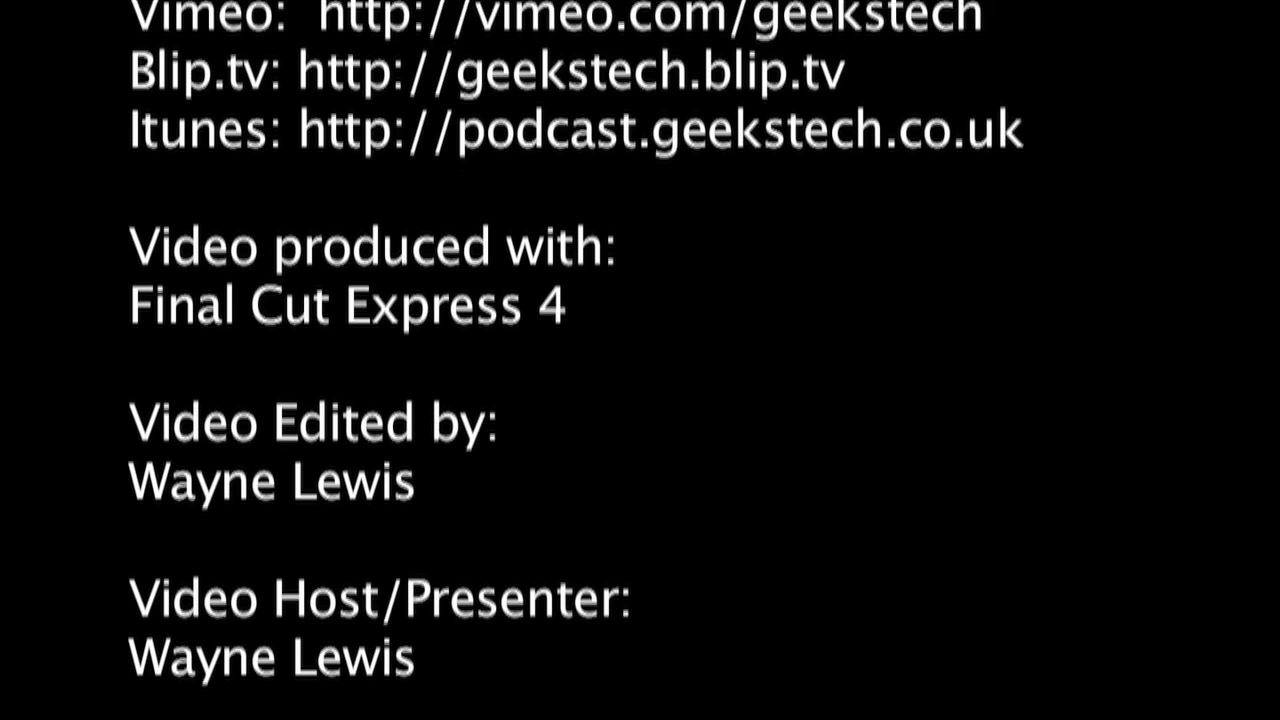 Vimeo: http://vimeo.com/geekstech
Blip.tv: http://geekstech.blip.tv
Itunes: http://podcast.geekstech.co.uk
Video produced with:
Final Cut Express 4
Video Edited by:
Wayne Lewis
Video Host/Presenter:
Wayne Lewis